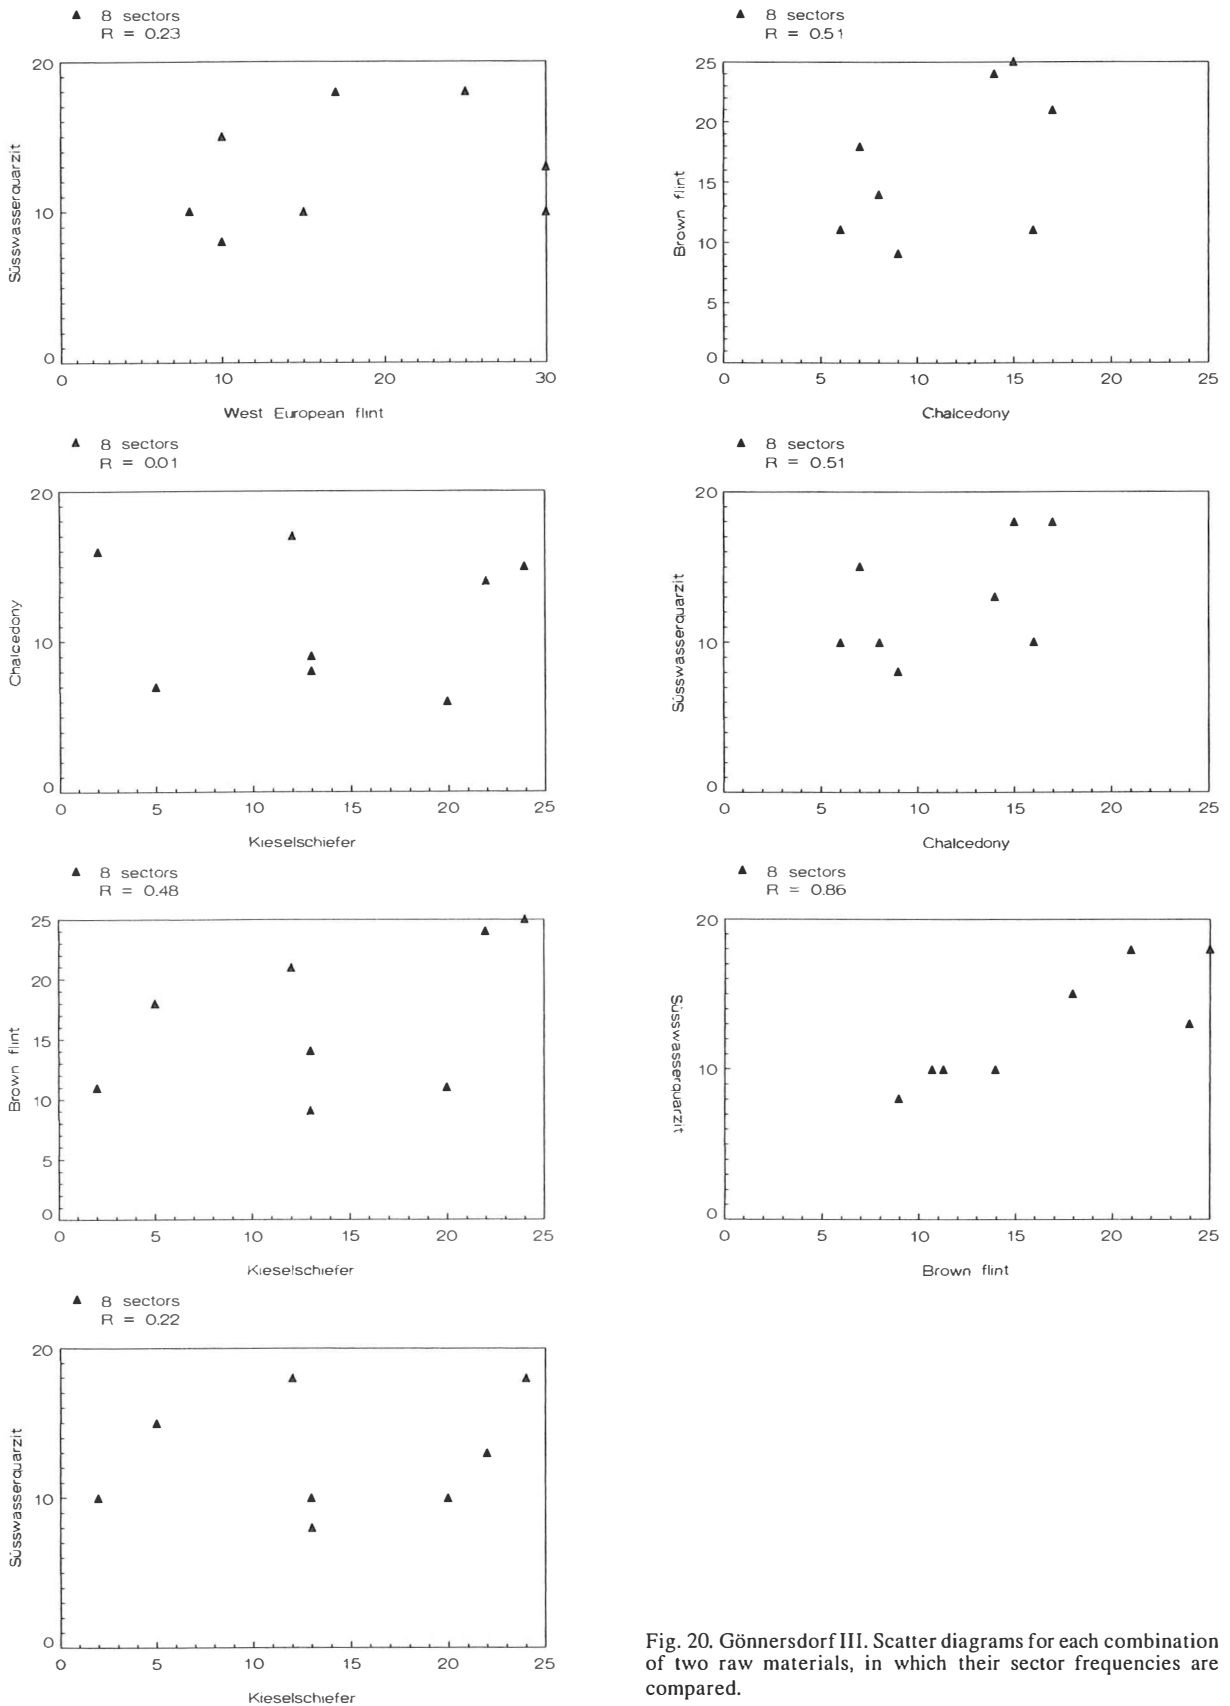 8 sectors
R = 0.23
20
10
0
0 10 20 30
Süsswasserquarzit
West European flint
8 sectors
R = 0.01
20
10
0
0 5 10 15 20 25
Chalcedony
Kieselschiefer
8 sectors
R = 0.48
25
20
15
10
5
0
0 5 10 15 20 25
Brown flint
Kieselschiefer
8 sectors
R = 0.22
20
10
0
0 5 10 15 20 25
Süsswasserquarzit
Kieselschiefer
8 sectors
R = 0.51
25
20
15
10
5
0
0 5 10 15 20 25
Brown flint
Chalcedony
8 sectors
R = 0.51
20
10
0
0 5 10 15 20 25
Süsswasserquarzit
Chalcedony
8 sectors
R = 0.86
20
10
0
0 5 10 15 20 25
Süsswasserquarzit
Brown flint
Fig. 20. Gönnersdorf III. Scatter diagrams for each combination
of two raw materials, in which their sector frequencies are
compared.